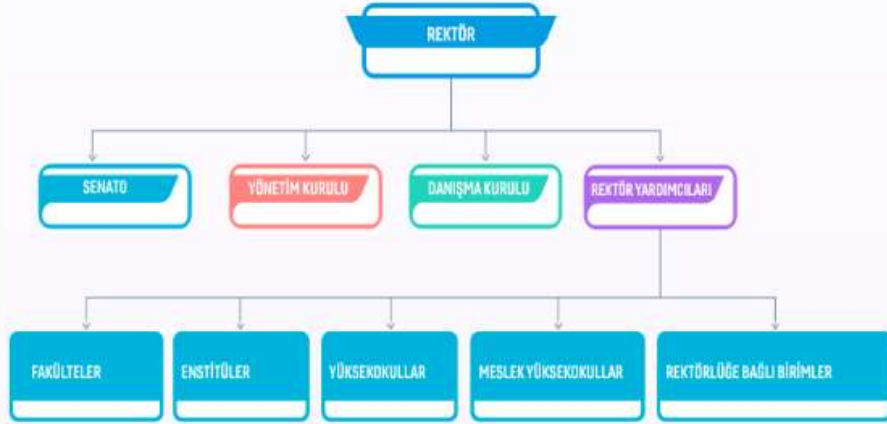 REKTÖR
SENATO
YÖNETİM KURULU
DANIŞMA KURULU
REKTÖR YARDIMCILARI
FAKÜLTELER
ENSTİTÜLER
YÜKSEKOKULLAR
MESLEK YÜKSEKOKULLAR
REKTÖRLÜĞE BAĞLI BİRİMLER